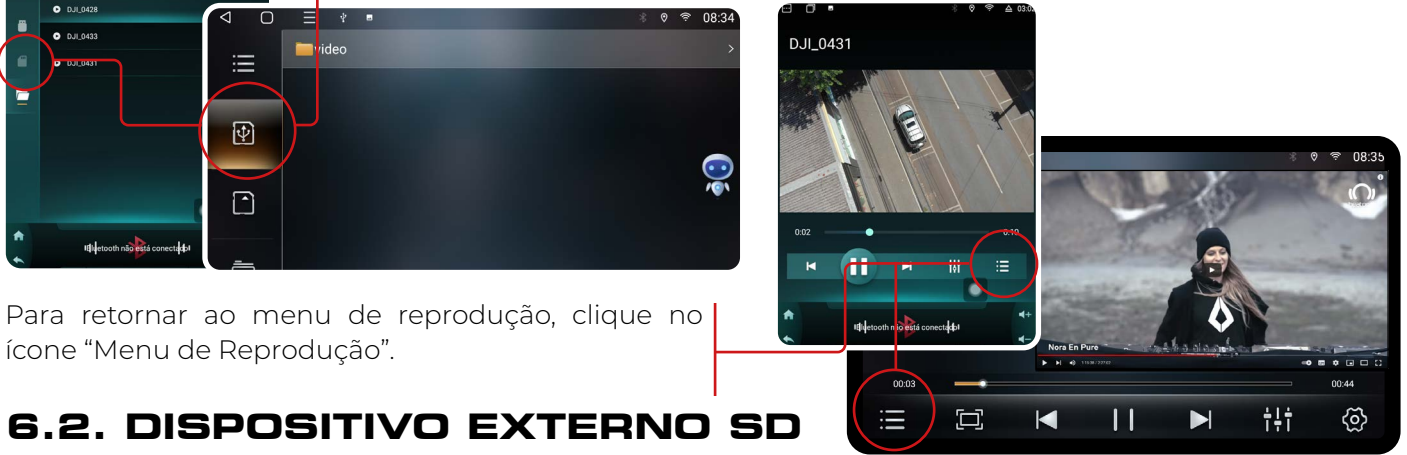 DJI_0428
DJI_0433
DJI_0431
Bluetooth não está conectado!
08:34
video
03:02
DJI_0431
0:02
0:10
Bluetooth não está conectado!
08:35
Nora En Pure
00:03
00:44
Para retornar ao menu de reprodução, clique no
ícone “Menu de Reprodução”.
6.2. DISPOSITIVO EXTERNO SD